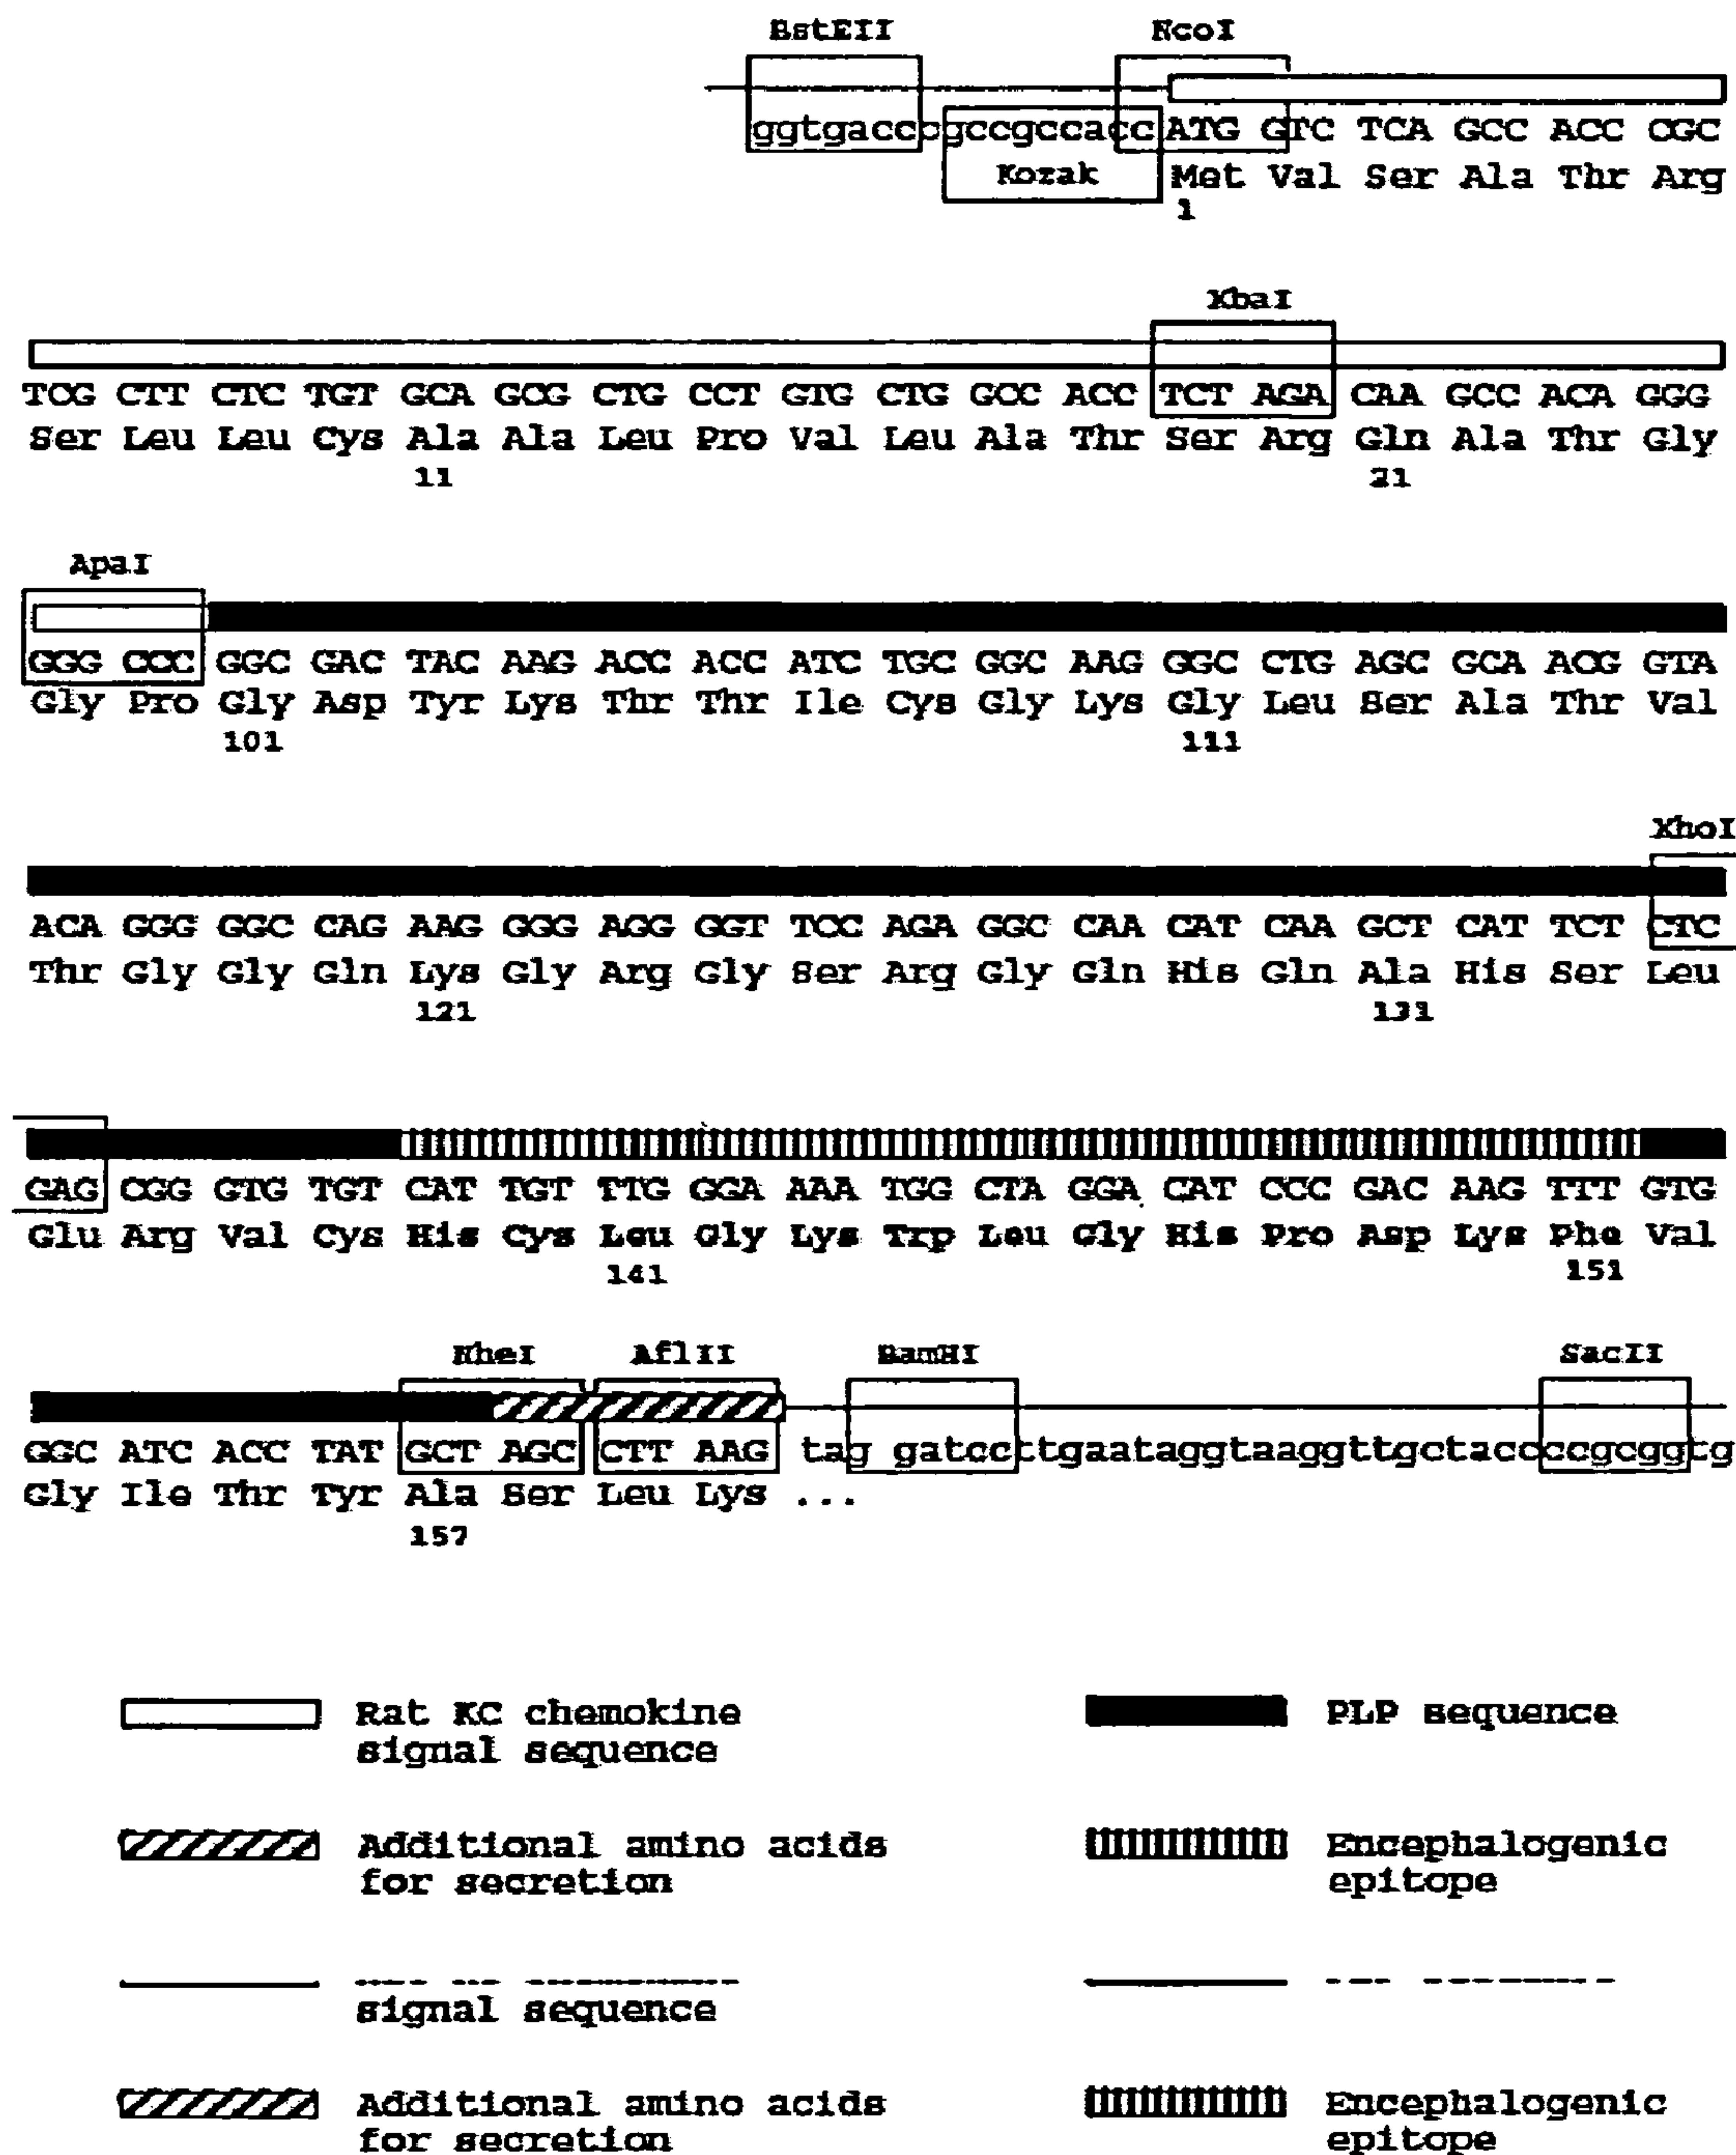 BstEII NcoI
ggtgacccgccgccaccATG GTC TCA GCC ACC CGC
Kozak Met Val Ser Ala Thr Arg
1
XbaI
TCG CTT CTC TGT GCA GCG CTG CCT GTG CTG GCC ACC TCT AGA CAA GCC ACA GGG
Ser Leu Leu Cys Ala Ala Leu Pro Val Leu Ala Thr Ser Arg Gln Ala Thr Gly
11 21
ApaI
GGG CCC GGC GAC TAC AAG ACC ACC ATC TGC GGC AAG GGC CTG AGC GCA ACG GTA
Gly Pro Gly Asp Tyr Lys Thr Thr Ile Cys Gly Lys Gly Leu Ser Ala Thr Val
101 111
XhoI
ACA GGG GGC CAG AAG GGG AGG GGT TCC AGA GGC CAA CAT CAA GCT CAT TCT CTC
Thr Gly Gly Gln Lys Gly Arg Gly Ser Arg Gly Gln His Gln Ala His Ser Leu
121 131
GAG CGG GTG TGT CAT TGT TTG GGA AAA TGG CTA GGA CAT CCC GAC AAG TTT GTG
Glu Arg Val Cys His Cys Leu Gly Lys Trp Leu Gly His Pro Asp Lys Phe Val
141 151
NheI AflII BamHI SacII
GGC ATC ACC TAT GCT AGC CTT AAG tag gatccttgaataggtaaggttgctaccccgcggtg
Gly Ile Thr Tyr Ala Ser Leu Lys ...
157
Rat KC chemokine PLP sequence
signal sequence
Additional amino acids Encephalogenic
for secretion epitope
signal sequence
Additional amino acids Encephalogenic
for secretion epitope